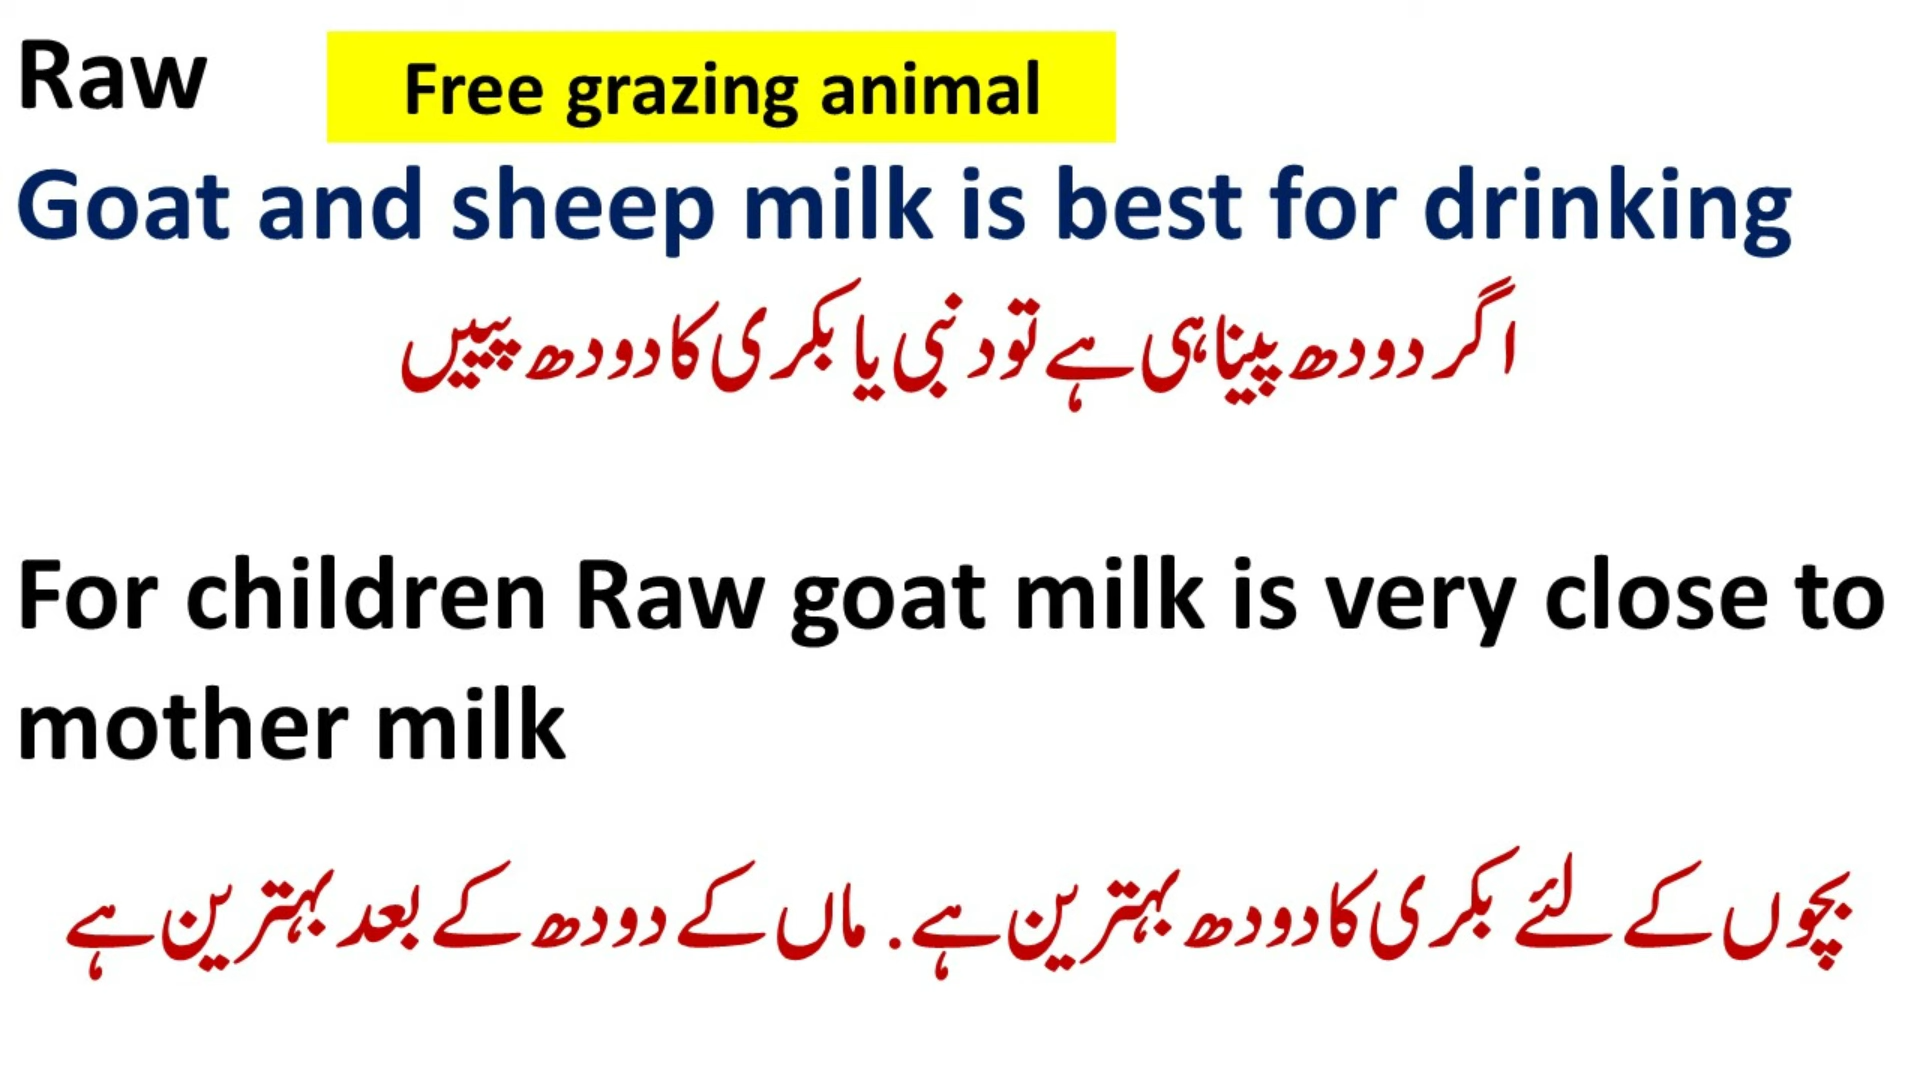 Raw
Free grazing animal
Goat and sheep milk is best for drinking
اگر دودھ پینا ہی ہے تو دنبی یا بکری کا دودھ پییں
For children Raw goat milk is very close to
mother milk
بچوں کے لئے بکری کا دودھ بہترین ہے. ماں کے دودھ کے بعد بہترین ہے